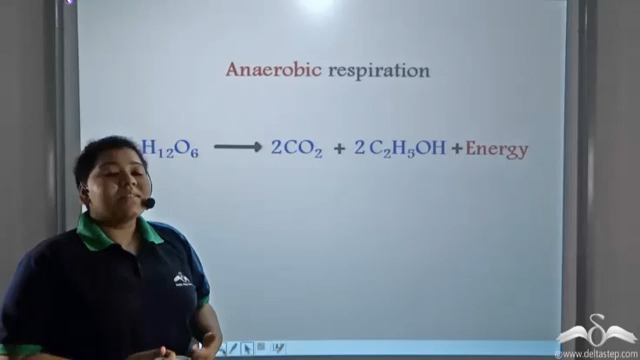 Anaerobic respiration
H₁₂O₆ → 2CO₂ + 2 C₂H₅OH + Energy
@www.deltastep.com